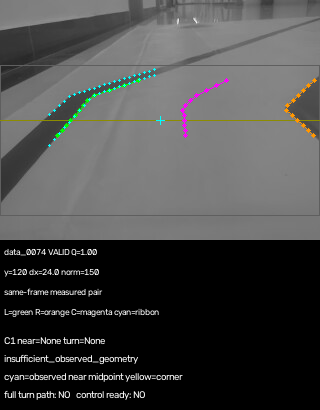 data_0074 VALID Q=1.00
y=120 dx=24.0 norm=150
same-frame measured pair
L=green R=orange C=magenta cyan=ribbon
C1 near=None turn=None
insufficient_observed_geometry
cyan=observed near midpoint yellow=corner
full turn path: NO control ready: NO